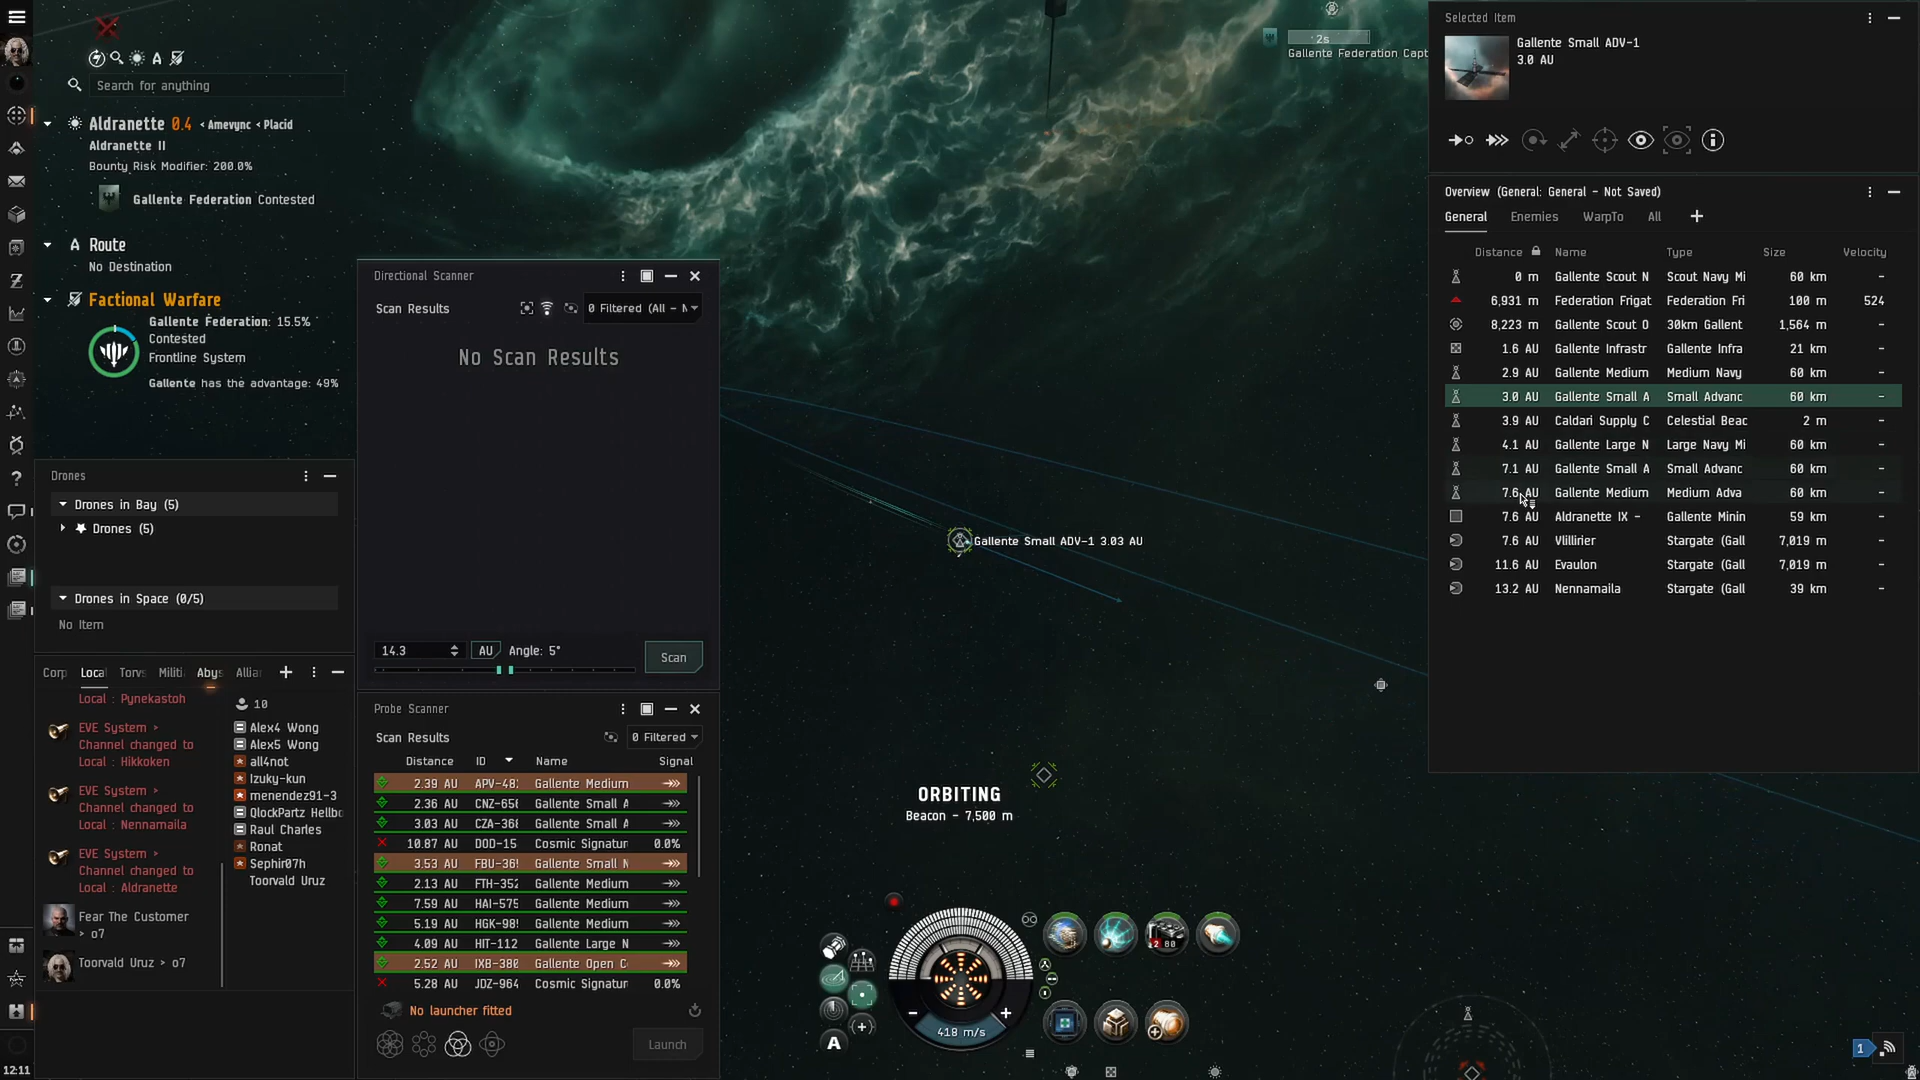 Search for anything
Aldranette 0.4 < Amevync < Placid
Aldranette II
Bounty Risk Modifier: 200.0%
Gallente Federation Contested
Route
No Destination
Factional Warfare
Gallente Federation: 15.5%
Contested
Frontline System
Gallente has the advantage: 49%
Drones
Drones in Bay (5)
Drones (5)
Drones in Space (0/5)
No Item
Corp Local Torvs Militi Abys Allia
Local : Pynekastoh
EVE System >
Channel changed to
Local : Hikkoken
EVE System >
Channel changed to
Local : Nennamaila
EVE System >
Channel changed to
Local : Aldranette
Fear The Customer
> o7
Toorvald Uruz > o7
10
Alex4 Wong
Alex5 Wong
all4not
Izuky-kun
menendez91-3
QlockPartz Hellbo
Raul Charles
Ronat
Sephir07h
Toorvald Uruz
12:11
Directional Scanner
Scan Results
0 Filtered (All - N
No Scan Results
14.3 AU Angle: 5°
Scan
Probe Scanner
Scan Results
0 Filtered
Distance ID Name Signal
2.39 AU APV-48 Gallente Medium
2.36 AU CNZ-65 Gallente Small A
3.03 AU CZA-36 Gallente Small A
10.87 AU DOD-15 Cosmic Signatur 0.0%
3.53 AU FBU-36 Gallente Small N
2.13 AU FTH-352 Gallente Medium
7.59 AU HAI-575 Gallente Medium
5.19 AU HGK-98 Gallente Medium
4.09 AU HIT-112 Gallente Large N
2.52 AU IXB-380 Gallente Open C
5.28 AU JDZ-964 Cosmic Signatur 0.0%
No launcher fitted
Launch
2s
Gallente Federation Capt
Gallente Small ADV-1 3.03 AU
ORBITING
Beacon - 7,500 m
2 80
418 m/s
A
Selected Item
Gallente Small ADV-1
3.0 AU
Overview (General: General - Not Saved)
General Enemies WarpTo All
Distance Name Type Size Velocity
0 m Gallente Scout N Scout Navy Mi 60 km -
6,931 m Federation Frigat Federation Fri 100 m 524
8,223 m Gallente Scout O 30km Gallent 1,564 m -
1.6 AU Gallente Infrastr Gallente Infra 21 km -
2.9 AU Gallente Medium Medium Navy 60 km -
3.0 AU Gallente Small A Small Advanc 60 km -
3.9 AU Caldari Supply C Celestial Beac 2 m -
4.1 AU Gallente Large N Large Navy Mi 60 km -
7.1 AU Gallente Small A Small Advanc 60 km -
7.6 AU Gallente Medium Medium Adva 60 km -
7.6 AU Aldranette IX - Gallente Minin 59 km -
7.6 AU Vlillirier Stargate (Gall 7,019 m -
11.6 AU Evaulon Stargate (Gall 7,019 m -
13.2 AU Nennamaila Stargate (Gall 39 km -
1